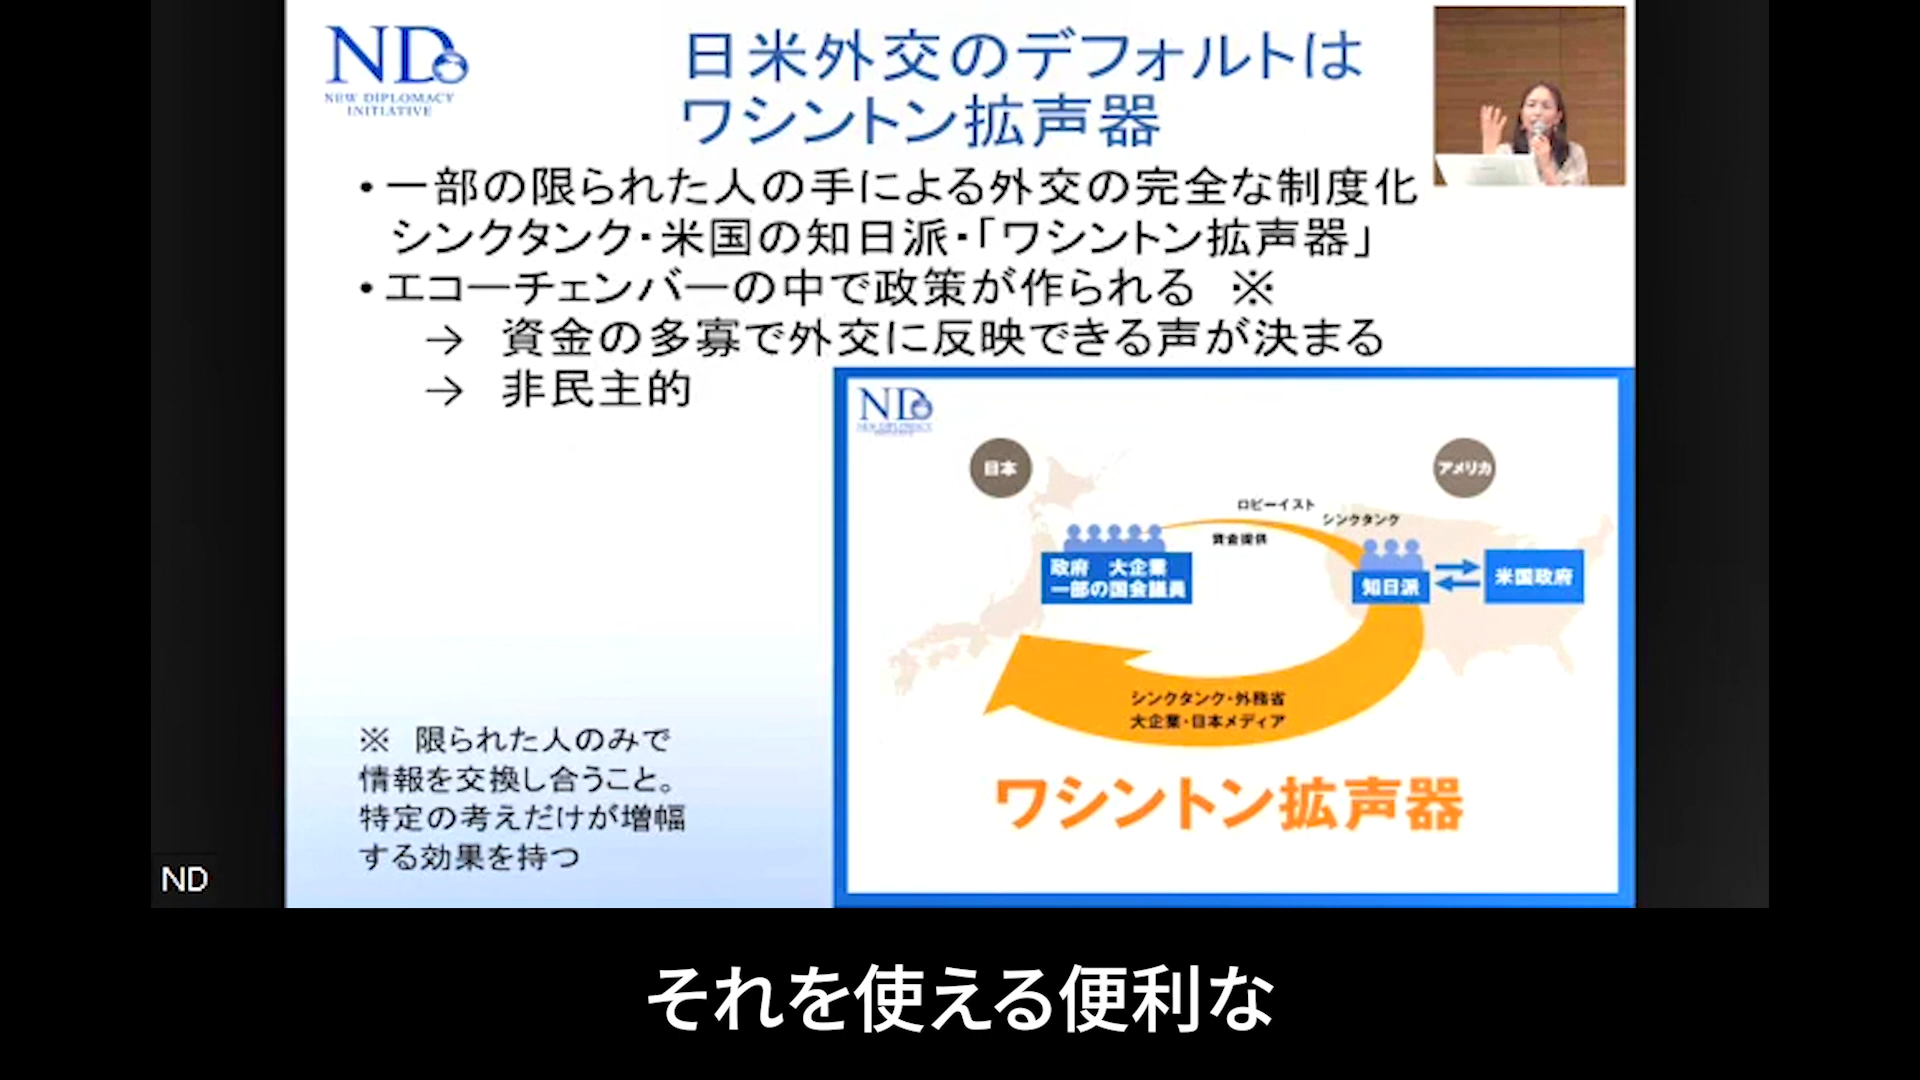 ND
NEW DIPLOMACY
INITIATIVE
日米外交のデフォルトは
ワシントン拡声器
・一部の限られた人の手による外交の完全な制度化
シンクタンク・米国の知日派・「ワシントン拡声器」
・エコーチェンバーの中で政策が作られる ※
→ 資金の多寡で外交に反映できる声が決まる
→ 非民主的
※ 限られた人のみで
情報を交換し合うこと。
特定の考えだけが増幅
する効果を持つ
ND
NEW DIPLOMACY
INITIATIVE
日本
アメリカ
ロビーイスト
シンクタンク
資金提供
政府 大企業
一部の国会議員
知日派
米国政府
シンクタンク・外務省
大企業・日本メディア
ワシントン拡声器
ND
それを使える便利な